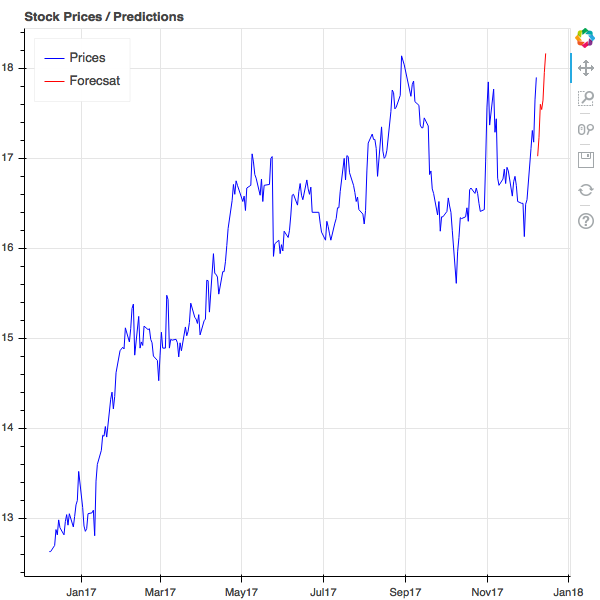 Stock Prices / Predictions
Prices
Forecsat
18
17
16
15
14
13
Jan17
Mar17
May17
Jul17
Sep17
Nov17
Jan18